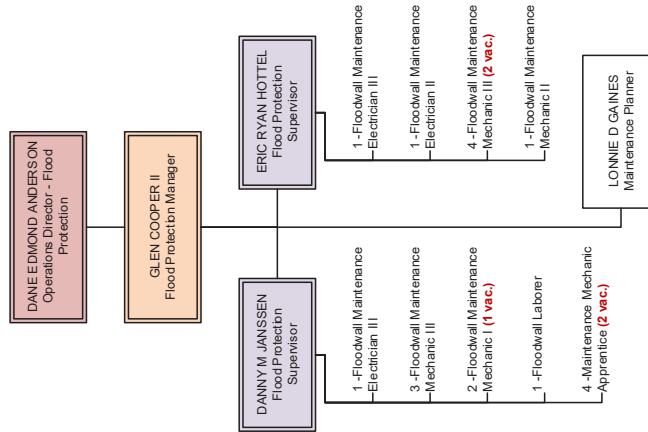 DANE EDMOND ANDERSON
Operations Director - Flood
Protection
GLEN COOPER II
Flood Protection Manager
DANNY M JANSSEN
Flood Protection
Supervisor
1 -Floodwall Maintenance
Electrician III
3 -Floodwall Maintenance
Mechanic III
2 -Floodwall Maintenance
Mechanic I (1 vac.)
1 -Floodwall Laborer
4 -Maintenance Mechanic
Apprentice (2 vac.)
ERIC RYAN HOTTEL
Flood Protection
Supervisor
1 -Floodwall Maintenance
Electrician III
1 -Floodwall Maintenance
Electrician II
4 -Floodwall Maintenance
Mechanic III (2 vac.)
1 -Floodwall Maintenance
Mechanic II
LONNIE D GAINES
Maintenance Planner